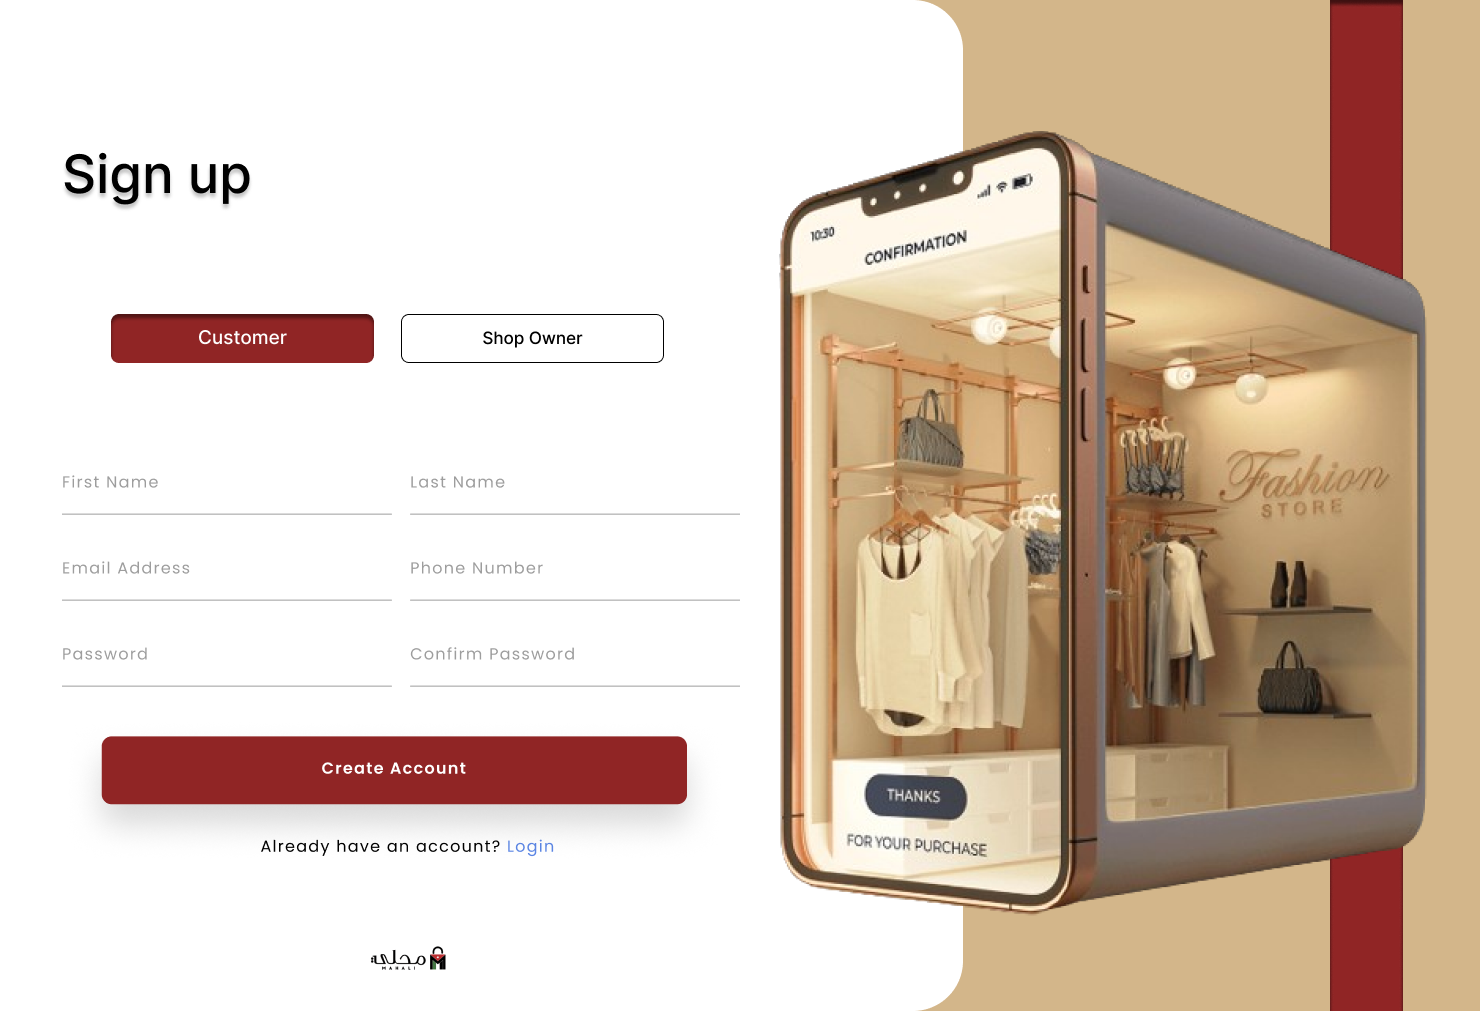 Sign up
Customer
Shop Owner
First Name
Last Name
Email Address
Phone Number
Password
Confirm Password
Create Account
Already have an account? Login
محلي
MAHALI
10:30
CONFIRMATION
Fashion
STORE
THANKS
FOR YOUR PURCHASE